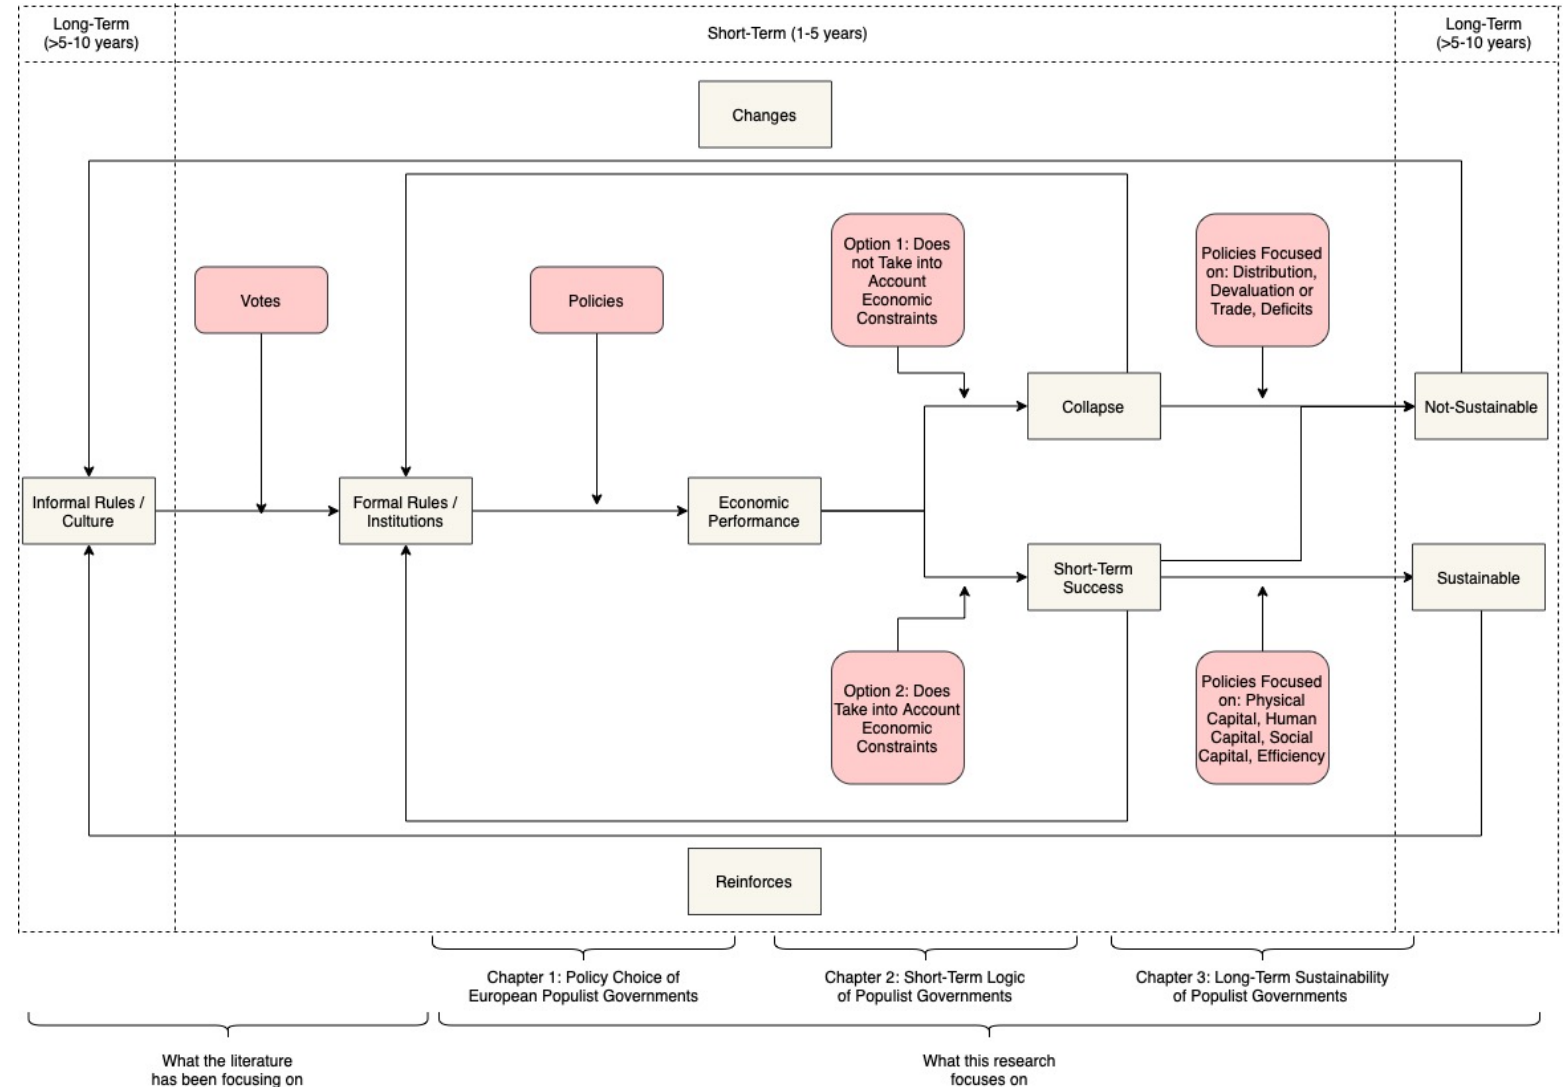 Long-Term
(>5-10 years)
Short-Term (1-5 years)
Long-Term
(>5-10 years)
Changes
Votes
Policies
Option 1: Does
not Take into
Account
Economic
Constraints
Policies Focused
on: Distribution,
Devaluation or
Trade, Deficits
Collapse
Not-Sustainable
Informal Rules /
Culture
Formal Rules /
Institutions
Economic
Performance
Short-Term
Success
Sustainable
Option 2: Does
Take into Account
Economic
Constraints
Policies Focused
on: Physical
Capital, Human
Capital, Social
Capital, Efficiency
Reinforces
Chapter 1: Policy Choice of
European Populist Governments
Chapter 2: Short-Term Logic
of Populist Governments
Chapter 3: Long-Term Sustainability
of Populist Governments
What the literature
has been focusing on
What this research
focuses on